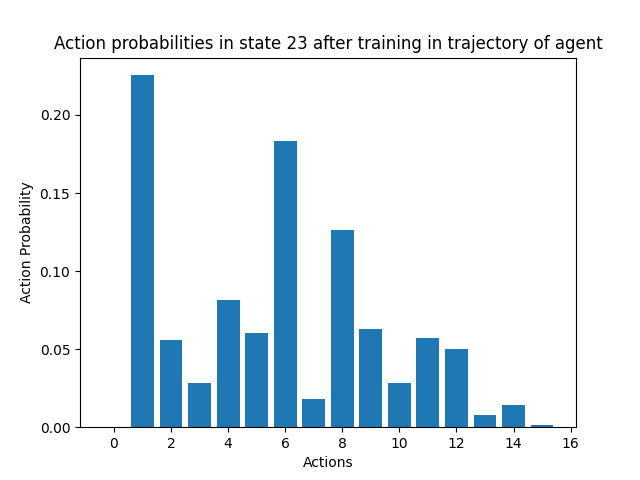 Action probabilities in state 23 after training in trajectory of agent
Action Probability
0.20
0.15
0.10
0.05
0.00
0 2 4 6 8 10 12 14 16
Actions